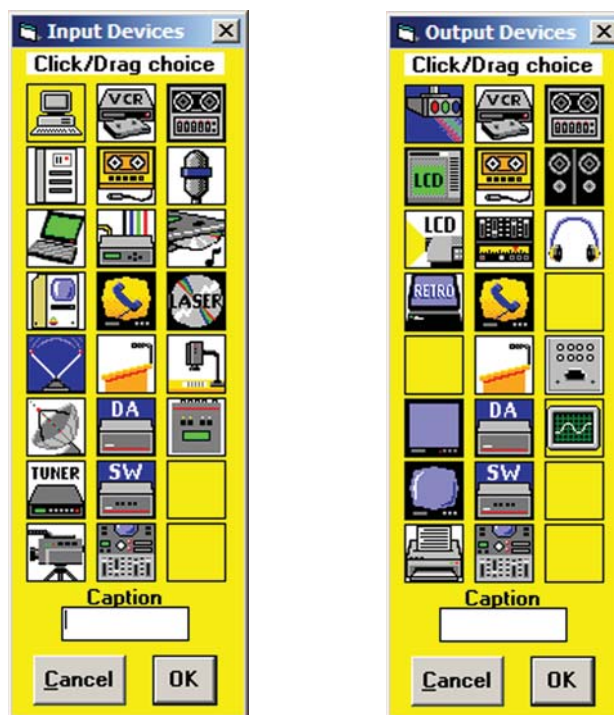 Input Devices
Click/Drag choice
VCR
LASER
DA
TUNER
SW
Caption
Cancel
OK
Output Devices
Click/Drag choice
VCR
LCD
LCD
RETRO
DA
SW
Caption
Cancel
OK